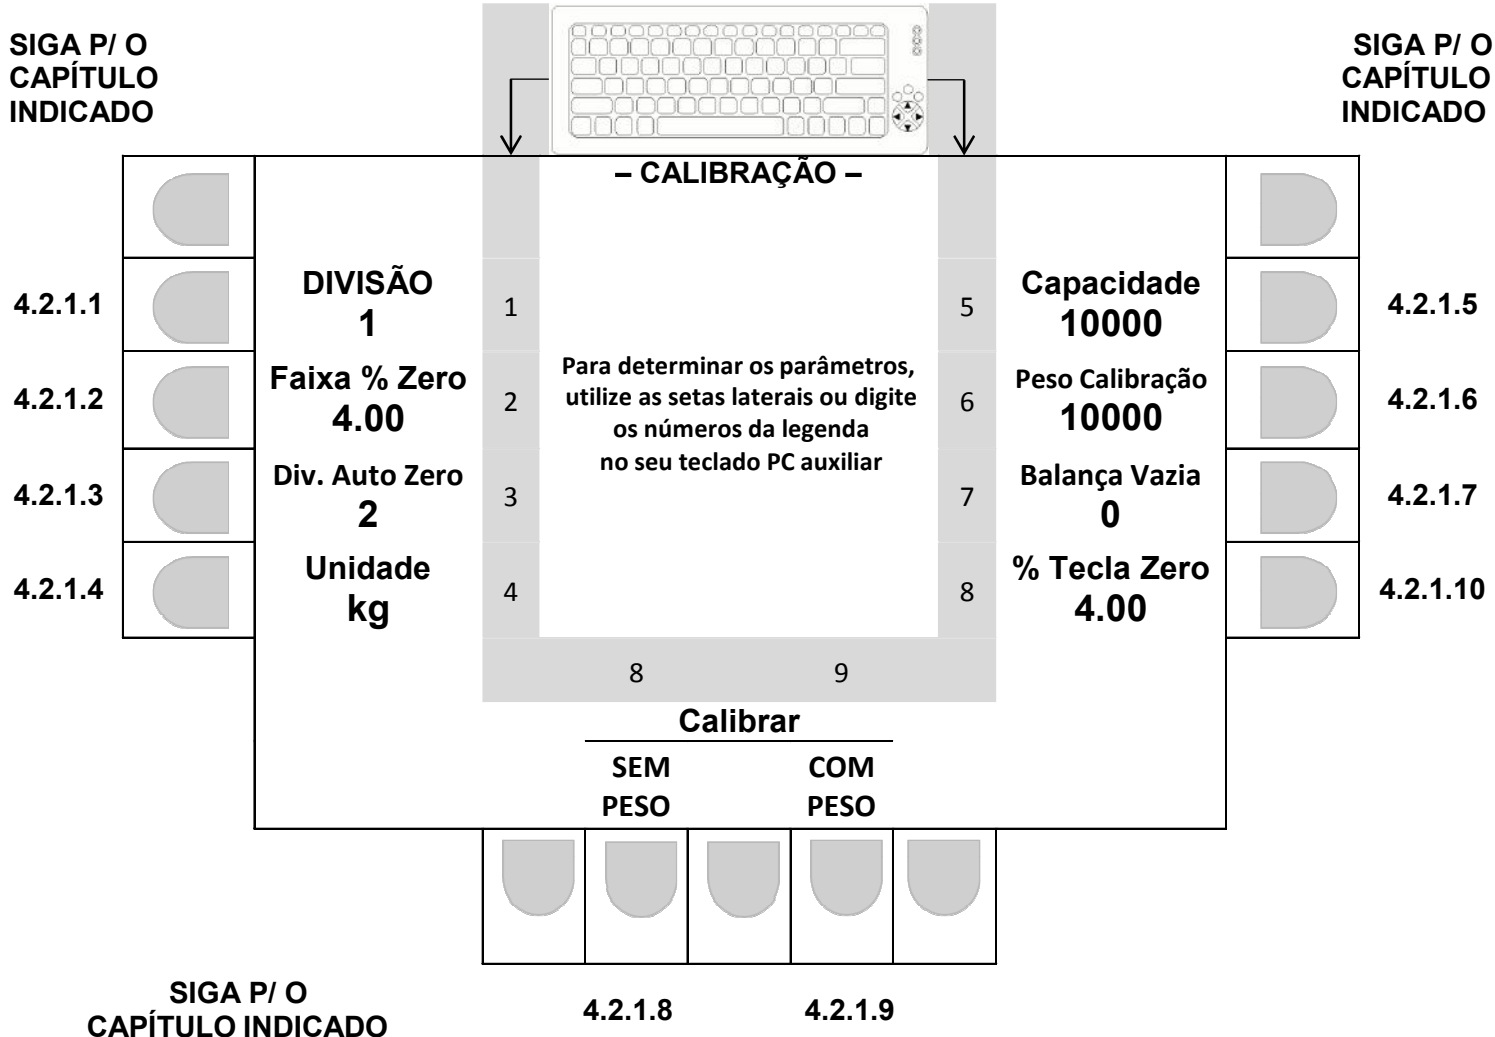 SIGA P/ O
CAPÍTULO
INDICADO
SIGA P/ O
CAPÍTULO
INDICADO
– CALIBRAÇÃO –
4.2.1.1
DIVISÃO
1
1
5
Capacidade
10000
4.2.1.5
4.2.1.2
Faixa % Zero
4.00
2
Para determinar os parâmetros,
utilize as setas laterais ou digite
os números da legenda
no seu teclado PC auxiliar
6
Peso Calibração
10000
4.2.1.6
4.2.1.3
Div. Auto Zero
2
3
7
Balança Vazia
0
4.2.1.7
4.2.1.4
Unidade
kg
4
8
% Tecla Zero
4.00
4.2.1.10
8
9
Calibrar
SEM
PESO
COM
PESO
SIGA P/ O
CAPÍTULO INDICADO
4.2.1.8
4.2.1.9